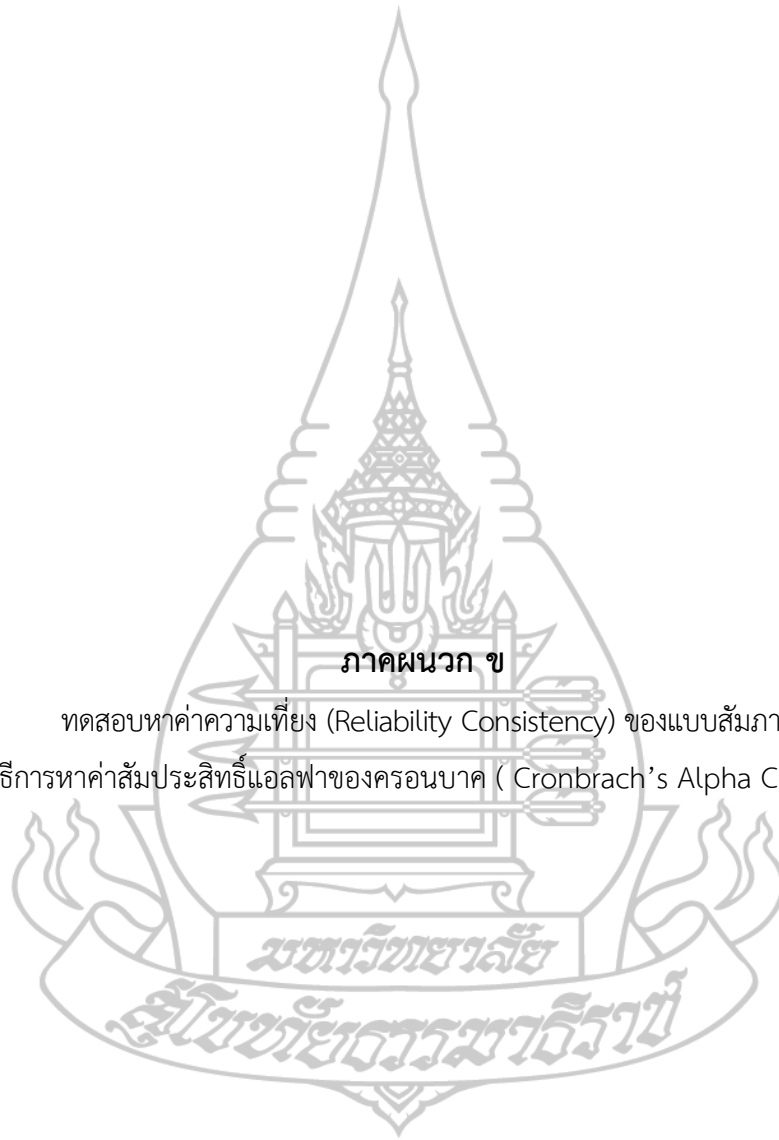 ภาคผนวก ข
ทดสอบหาค่าความเที่ยง (Reliability Consistency) ของแบบสัมภา
ธีการหาค่าสัมประสิทธิ์แอลฟาของครอนบาค ( Cronbrach’s Alpha C
มหาวิทยาลัย
สุโขทัยธรรมาธิราช